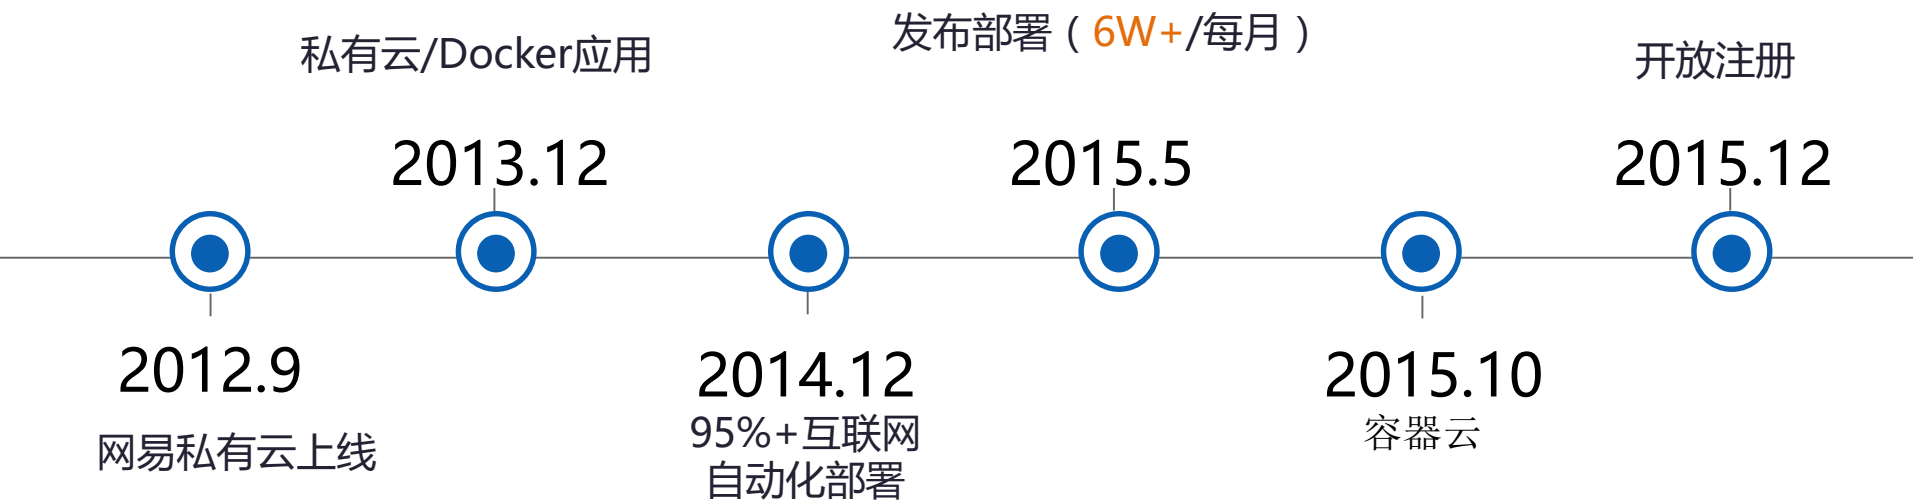 私有云/Docker应用
发布部署（6W+/每月）
开放注册
2013.12
2015.5
2015.12
2012.9
网易私有云上线
2014.12
95%+互联网
自动化部署
2015.10
容器云